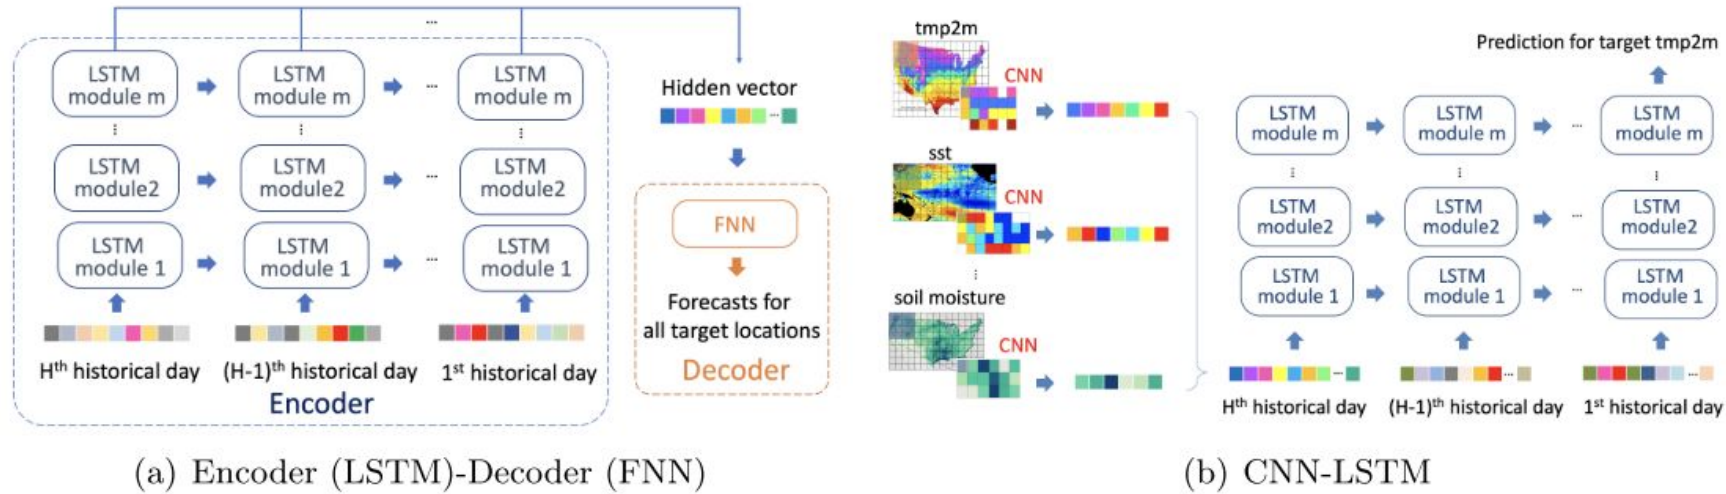 LSTM
module m
LSTM
module m
...
LSTM
module m
...
...
...
...
LSTM
module2
LSTM
module2
...
LSTM
module2
LSTM
module 1
LSTM
module 1
...
LSTM
module 1
Hᵗʰ historical day
(H-1)ᵗʰ historical day
1ˢᵗ historical day
Encoder
Hidden vector
...
FNN
Forecasts for
all target locations
Decoder
(a) Encoder (LSTM)-Decoder (FNN)
tmp2m
CNN
sst
CNN
...
soil moisture
CNN
Prediction for target tmp2m
LSTM
module m
LSTM
module m
...
LSTM
module m
...
...
...
LSTM
module2
LSTM
module2
...
LSTM
module2
LSTM
module 1
LSTM
module 1
...
LSTM
module 1
...
...
...
Hᵗʰ historical day
(H-1)ᵗʰ historical day
1ˢᵗ historical day
(b) CNN-LSTM